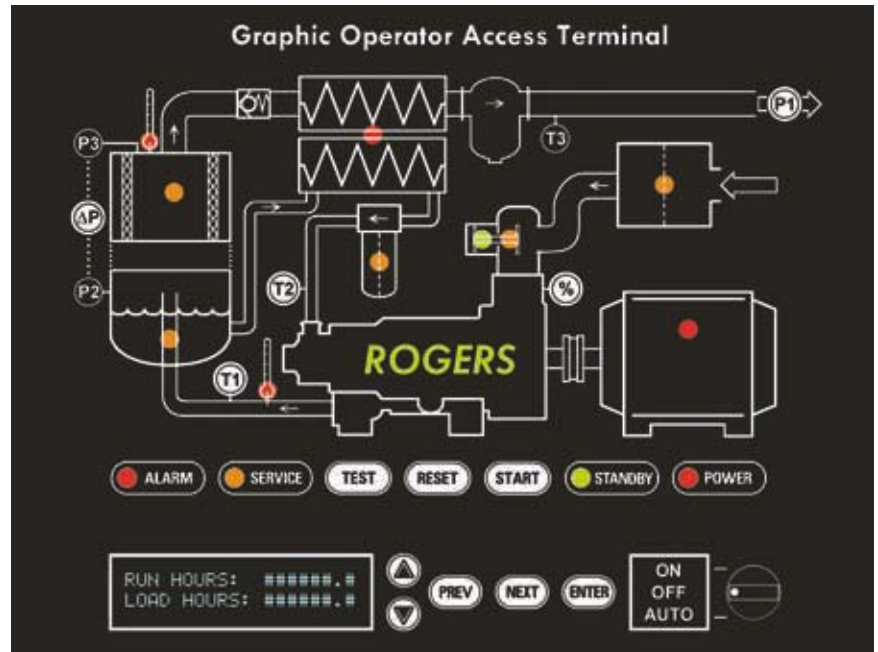 Graphic Operator Access Terminal
P1
P3
T3
ΔP
P2
T2
%
ROGERS
T1
ALARM SERVICE TEST RESET START STANDBY POWER
RUN HOURS: ######.#
LOAD HOURS: ######.#
PREV NEXT ENTER
ON
OFF
AUTO